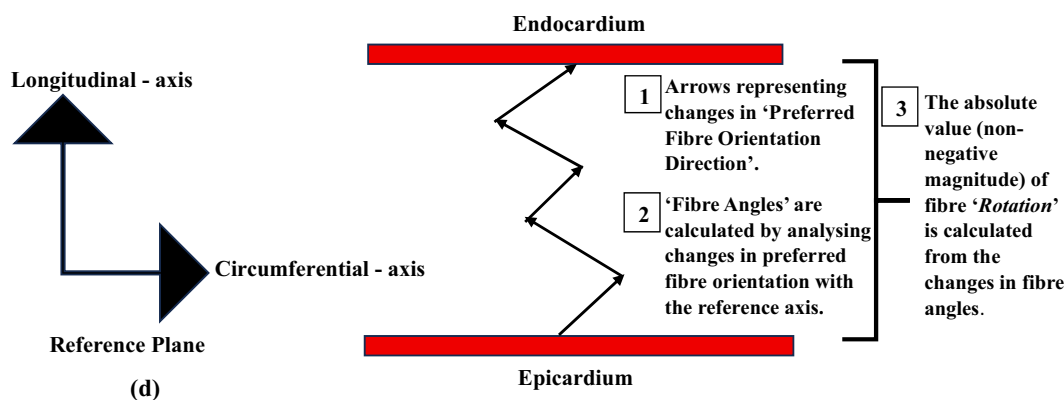 Endocardium
Longitudinal - axis
1
Arrows representing
changes in ‘Preferred
Fibre Orientation
Direction’.
2
‘Fibre Angles’ are
calculated by analysing
changes in preferred
fibre orientation with
the reference axis.
3
The absolute
value (non-
negative
magnitude) of
fibre ‘Rotation’
is calculated
from the
changes in fibre
angles.
Circumferential - axis
Reference Plane
Epicardium
(d)